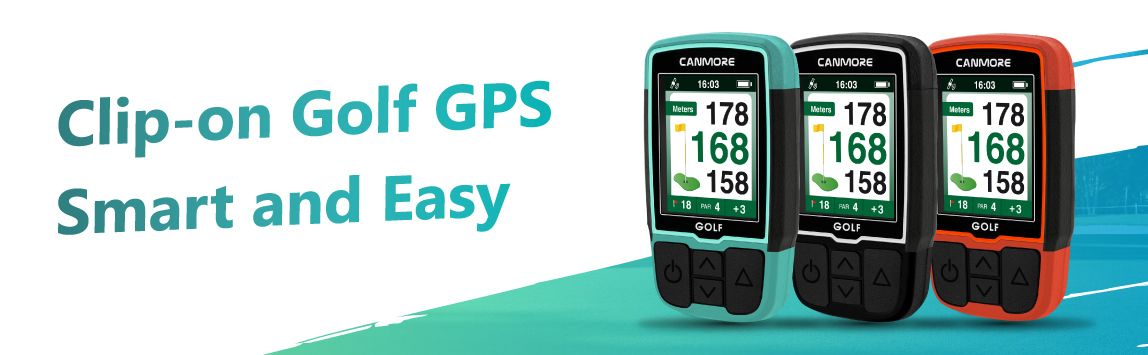 Clip-on Golf GPS
Smart and Easy
CANMORE
16:03
Meters
178
168
158
18 PAR 4 +3
GOLF
CANMORE
16:03
Meters
178
168
158
18 PAR 4 +3
GOLF
CANMORE
16:03
Meters
178
168
158
18 PAR 4 +3
GOLF